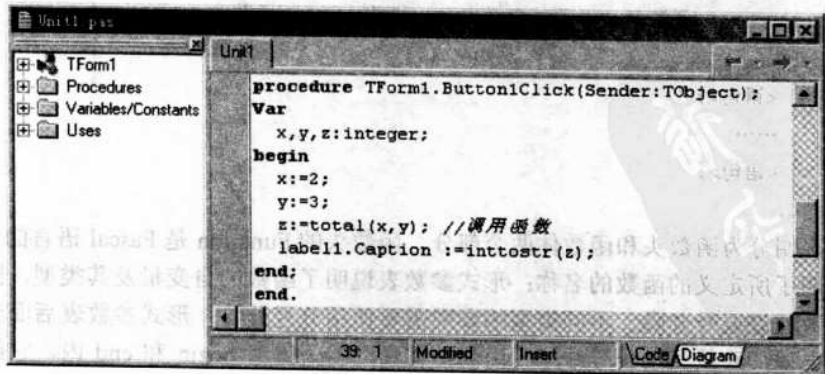 Unit1.pas
TForm1
Procedures
Variables/Constants
Uses
Unit1
procedure TForm1.Button1Click(Sender:TObject);
Var
x,y,z:integer;
begin
x:=2;
y:=3;
z:=total(x,y); //调用函数
label1.Caption :=inttostr(z);
end;
end.
39: 1
Modified
Insert
Code
Diagram